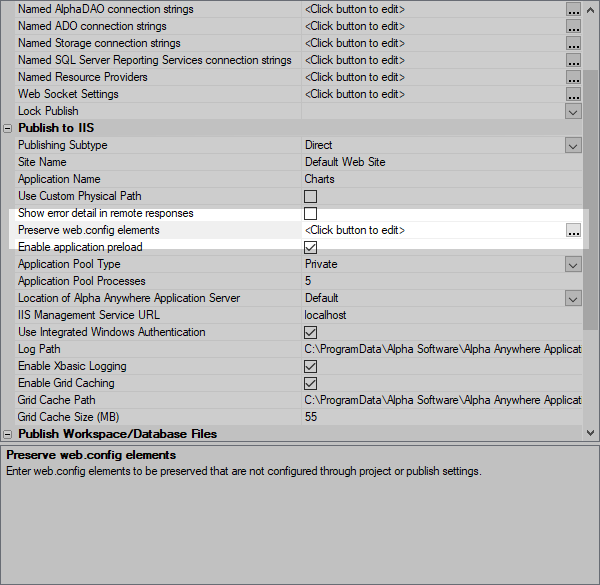 Named AlphaDAO connection strings <Click button to edit> ...
Named ADO connection strings <Click button to edit> ...
Named Storage connection strings <Click button to edit> ...
Named SQL Server Reporting Services connection strings <Click button to edit> ...
Named Resource Providers <Click button to edit> ...
Web Socket Settings <Click button to edit> ...
Lock Publish
Publish to IIS
Publishing Subtype Direct
Site Name Default Web Site
Application Name Charts
Use Custom Physical Path
Show error detail in remote responses
Preserve web.config elements <Click button to edit> ...
Enable application preload
Application Pool Type Private
Application Pool Processes 5
Location of Alpha Anywhere Application Server Default
IIS Management Service URL localhost
Use Integrated Windows Authentication
Log Path C:\ProgramData\Alpha Software\Alpha Anywhere Applicat
Enable Xbasic Logging
Enable Grid Caching
Grid Cache Path C:\ProgramData\Alpha Software\Alpha Anywhere Applicat
Grid Cache Size (MB) 55
Publish Workspace/Database Files
Preserve web.config elements
Enter web.config elements to be preserved that are not configured through project or publish settings.